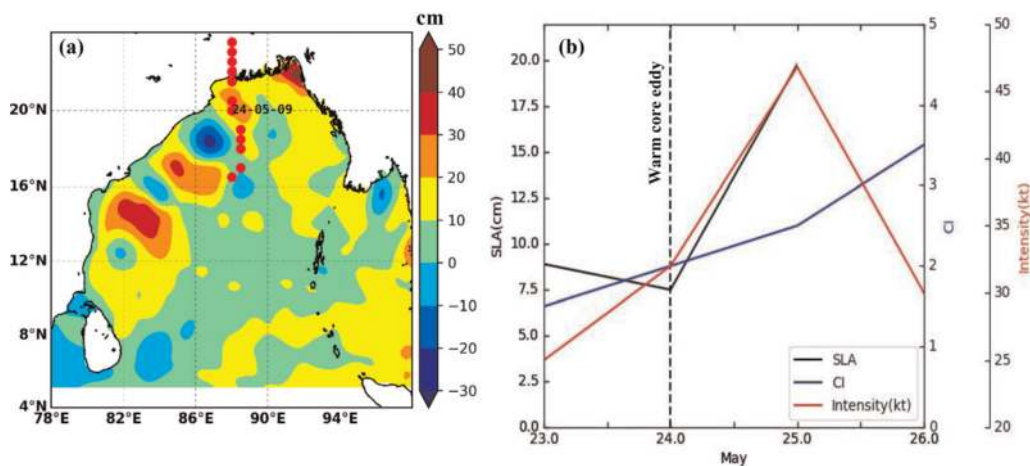 cm
(a)
50
40
30
20
10
0
−10
−20
−30
20°N
16°N
12°N
8°N
4°N
78°E 82°E 86°E 90°E 94°E
24-05-09
(b)
20.0
17.5
15.0
12.5
10.0
7.5
5.0
2.5
0.0
SLA(cm)
Warm core eddy
SLA
CI
Intensity(kt)
23.0 24.0 25.0 26.0
May
5
4
3
2
1
0
CI
50
45
40
35
30
25
20
Intensity(kt)